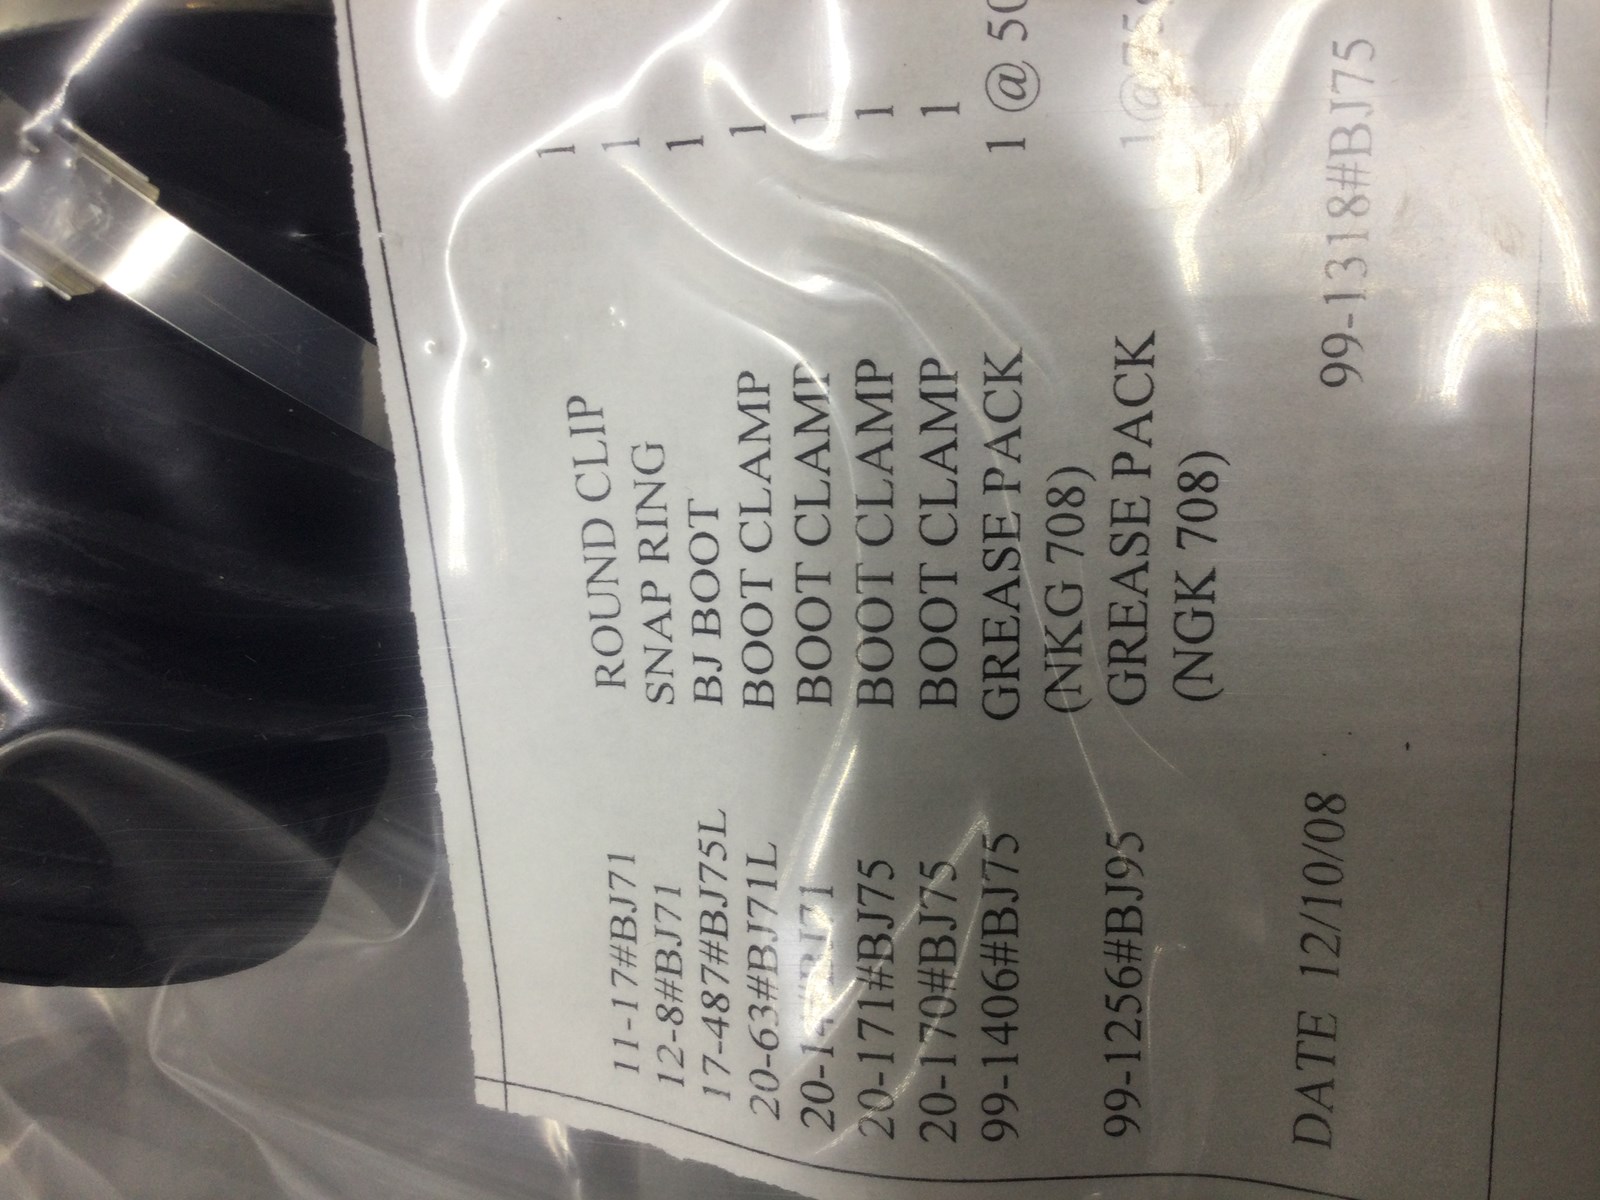 11-17#BJ71 ROUND CLIP 1
12-8#BJ71 SNAP RING 1
17-487#BJ75L BJ BOOT 1
20-63#BJ71L BOOT CLAMP 1
BOOT CLAMP 1
20-171#BJ75 BOOT CLAMP 1
20-170#BJ75 BOOT CLAMP 1
99-1406#BJ75 GREASE PACK 1 @ 50
(NKG 708)
99-1256#BJ95 GREASE PACK 1@75
(NGK 708)
DATE 12/10/08 99-1318#BJ75